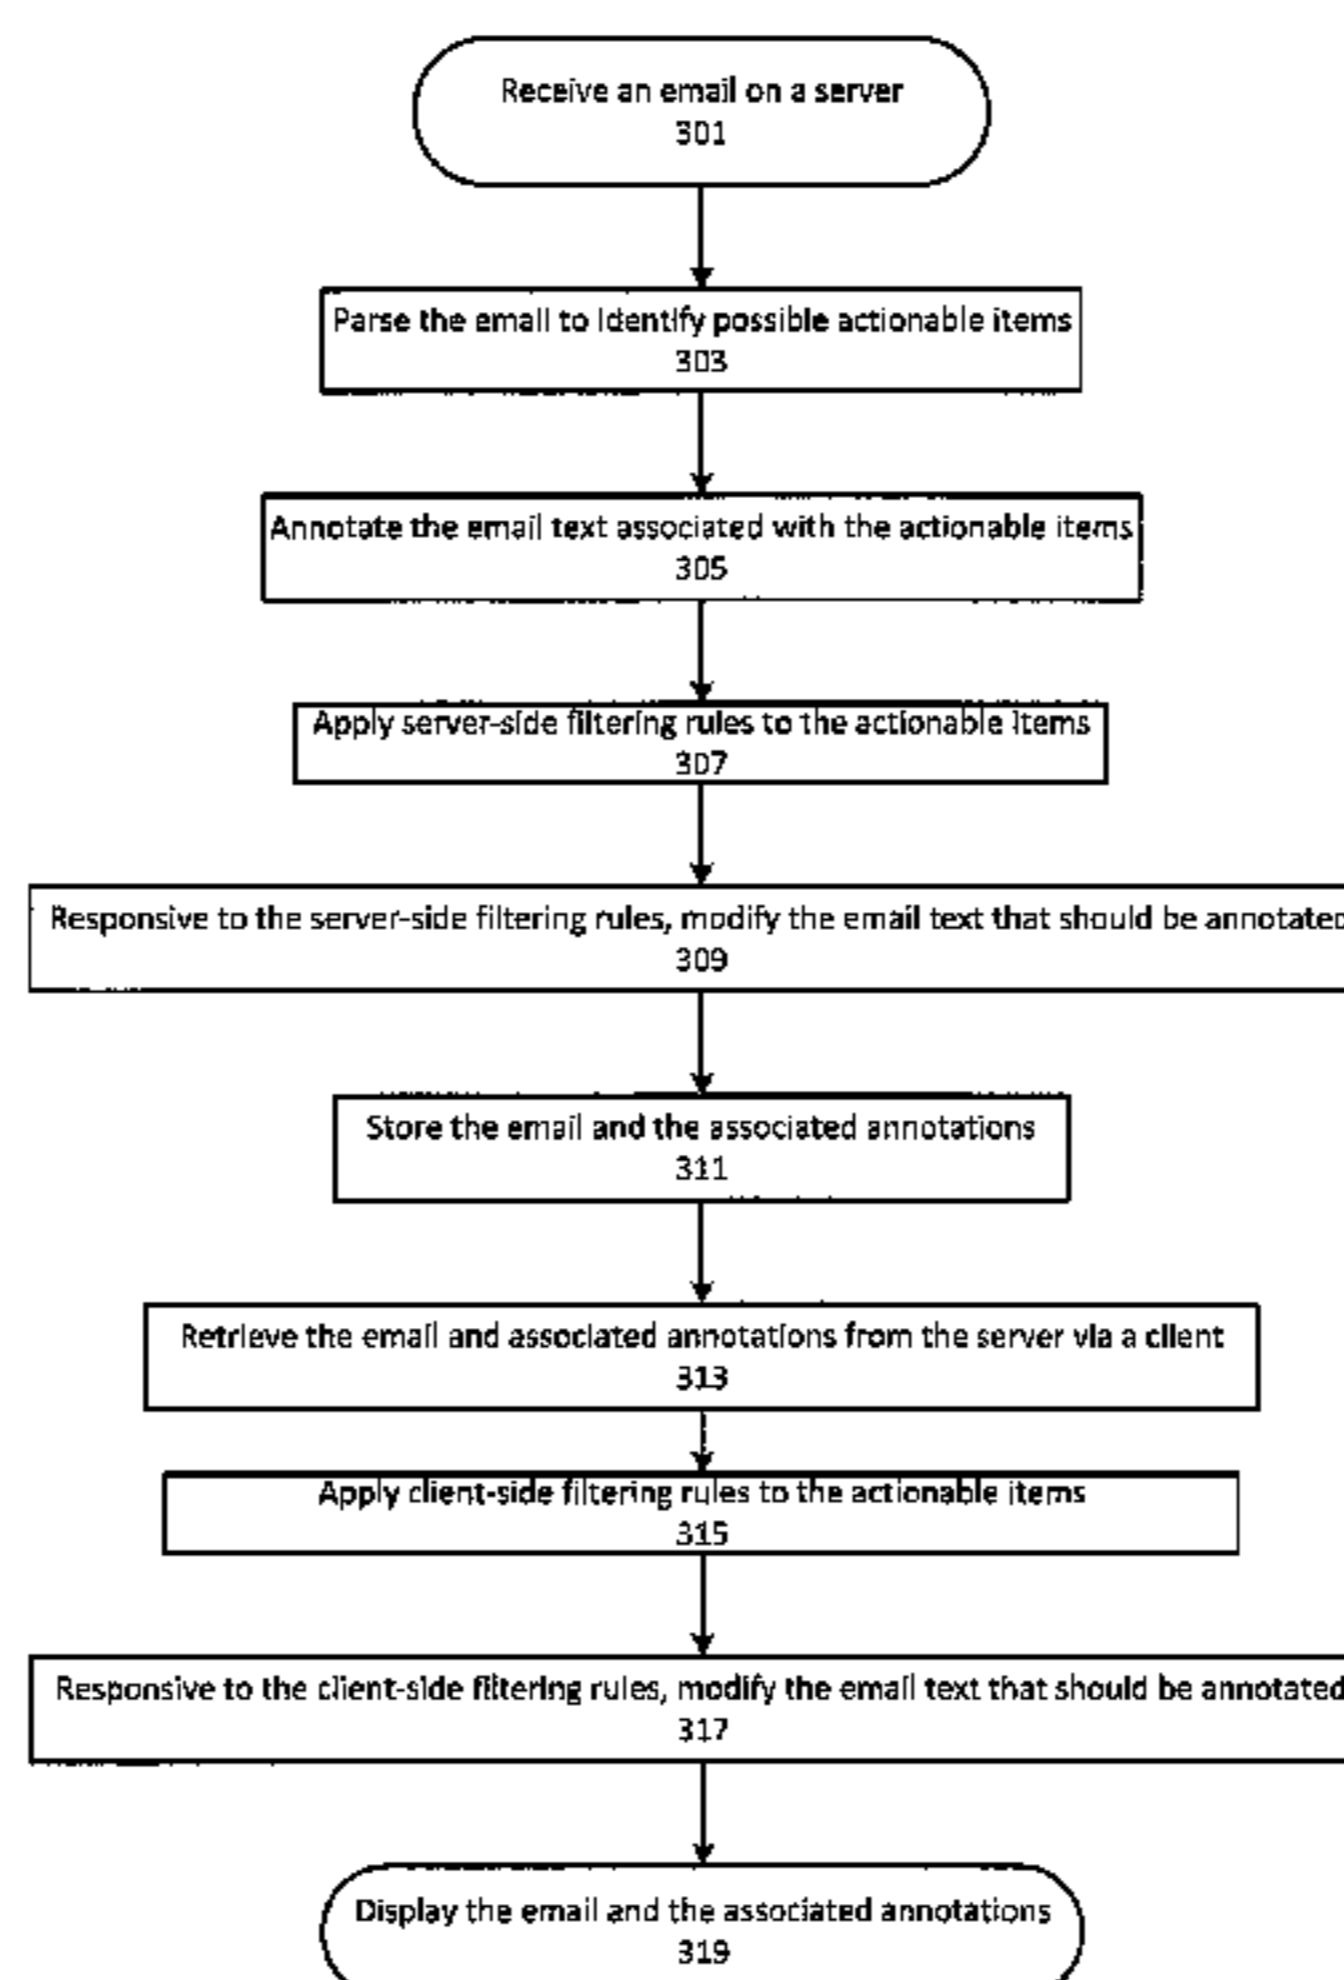 Receive an email on a server
301
Parse the email to identify possible actionable items
303
Annotate the email text associated with the actionable items
305
Apply server-side filtering rules to the actionable items
307
Responsive to the server-side filtering rules, modify the email text that should be annotated
309
Store the email and the associated annotations
311
Retrieve the email and associated annotations from the server via a client
313
Apply client-side filtering rules to the actionable items
315
Responsive to the client-side filtering rules, modify the email text that should be annotated
317
Display the email and the associated annotations
319